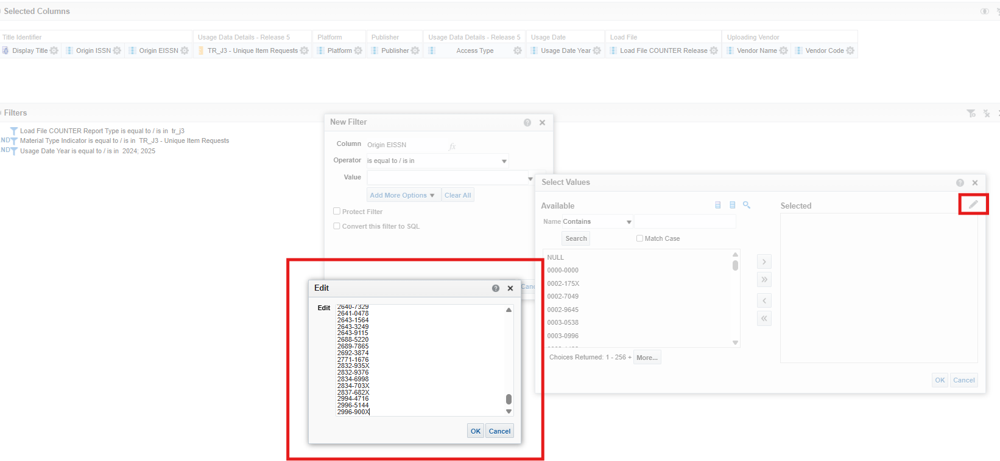 Selected Columns
Title Identifier Usage Data Details - Release 5 Platform Publisher Usage Data Details - Release 5 Usage Date Load File Uploading Vendor
Display Title Origin ISSN Origin EISSN TR_J3 - Unique Item Requests Platform Publisher Access Type Usage Date Year Load File COUNTER Release Vendor Name Vendor Code
Filters
Load File COUNTER Report Type is equal to / is in tr_j3
ND Material Type Indicator is equal to / is in TR_J3 - Unique Item Requests
ND Usage Date Year is equal to / is in 2024; 2025
New Filter
Column Origin EISSN fx
Operator is equal to / is in
Value
Add More Options Clear All
Protect Filter
Convert this filter to SQL
Canc
Select Values
Available
Selected
Name Contains
Search Match Case
NULL
0000-0000
0002-175X
0002-7049
0002-9645
0003-0538
0003-0996
Choices Returned: 1 - 256 + More...
OK Cancel
Edit
Edit
2640-7329
2641-0478
2643-1564
2643-3249
2643-9115
2688-5220
2689-7865
2692-3874
2771-1676
2832-935X
2832-9376
2834-6998
2834-703X
2837-682X
2994-4716
2996-5144
2996-900X
OK Cancel